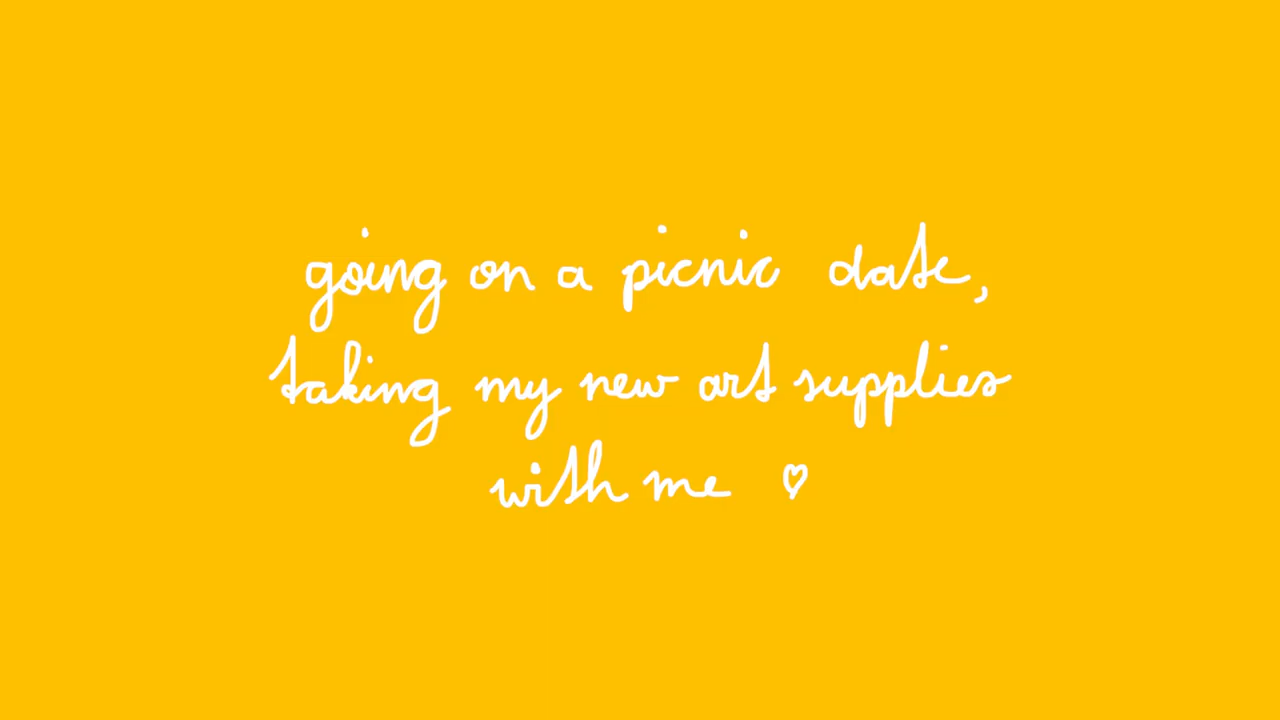 going on a picnic date,
taking my new art supplies
with me ♡